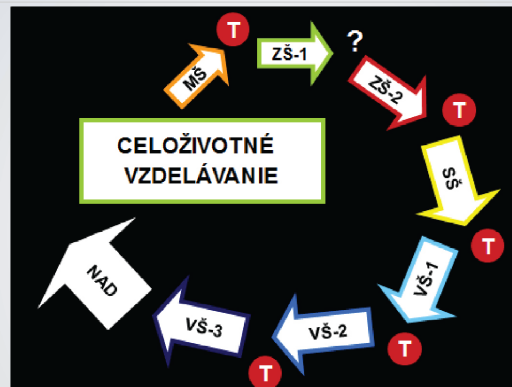 T
MŠ
ZŠ-1
?
ZŠ-2
T
CELOŽIVOTNÉ
VZDELÁVANIE
SŠ
T
VŠ-1
NAD
VŠ-3
VŠ-2
T
T